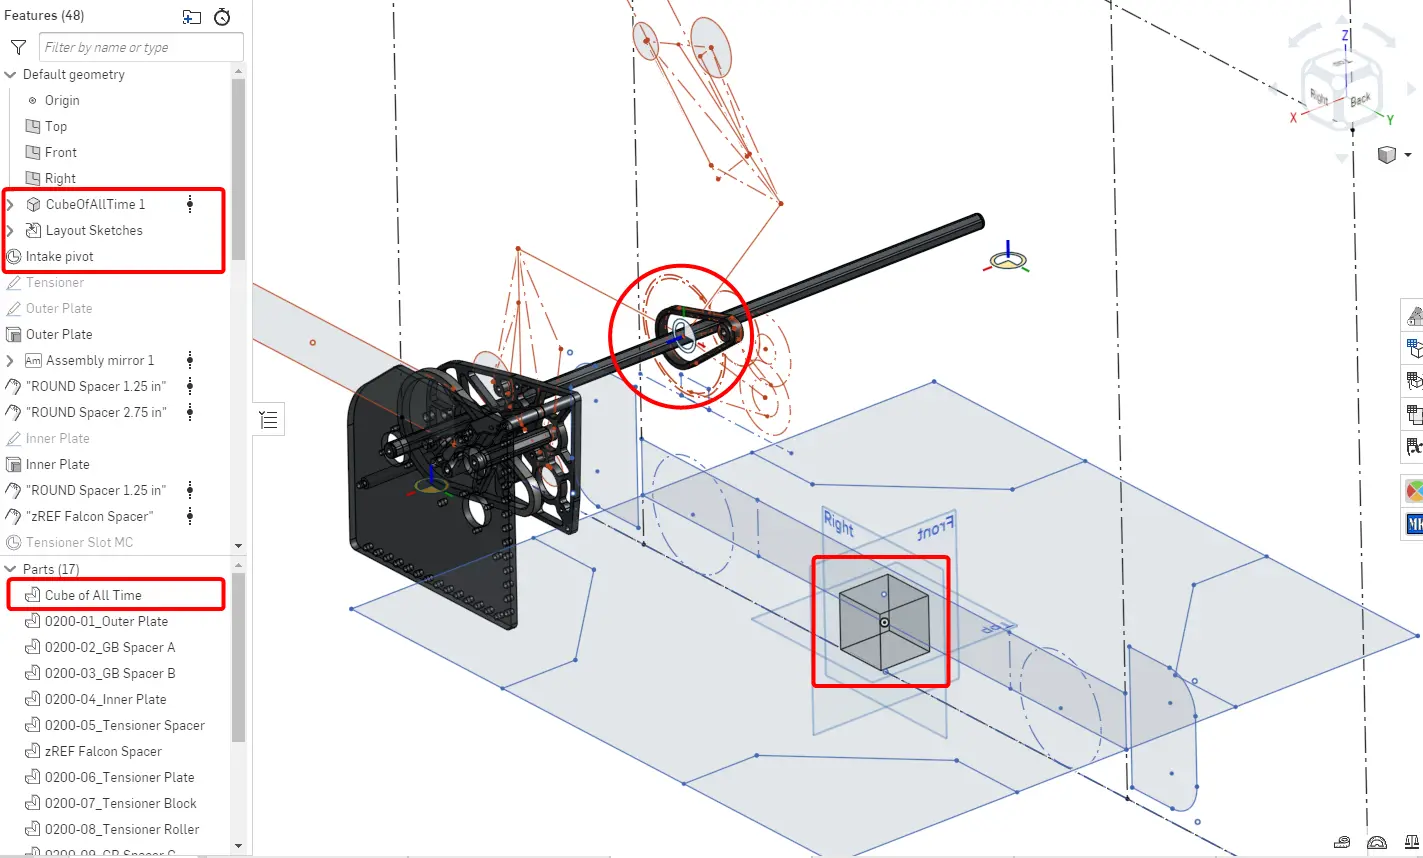 Features (48)
Filter by name or type
Default geometry
Origin
Top
Front
Right
CubeOfAllTime 1
Layout Sketches
Intake pivot
Tensioner
Outer Plate
Outer Plate
Am Assembly mirror 1
"ROUND Spacer 1.25 in"
"ROUND Spacer 2.75 in"
Inner Plate
Inner Plate
"ROUND Spacer 1.25 in"
"zREF Falcon Spacer"
Tensioner Slot MC
Parts (17)
Cube of All Time
0200-01_Outer Plate
0200-02_GB Spacer A
0200-03_GB Spacer B
0200-04_Inner Plate
0200-05_Tensioner Spacer
zREF Falcon Spacer
0200-06_Tensioner Plate
0200-07_Tensioner Block
0200-08_Tensioner Roller
0200-09_GB Spacer C
Right
Front
Top
Z
Right
Back
X
Y